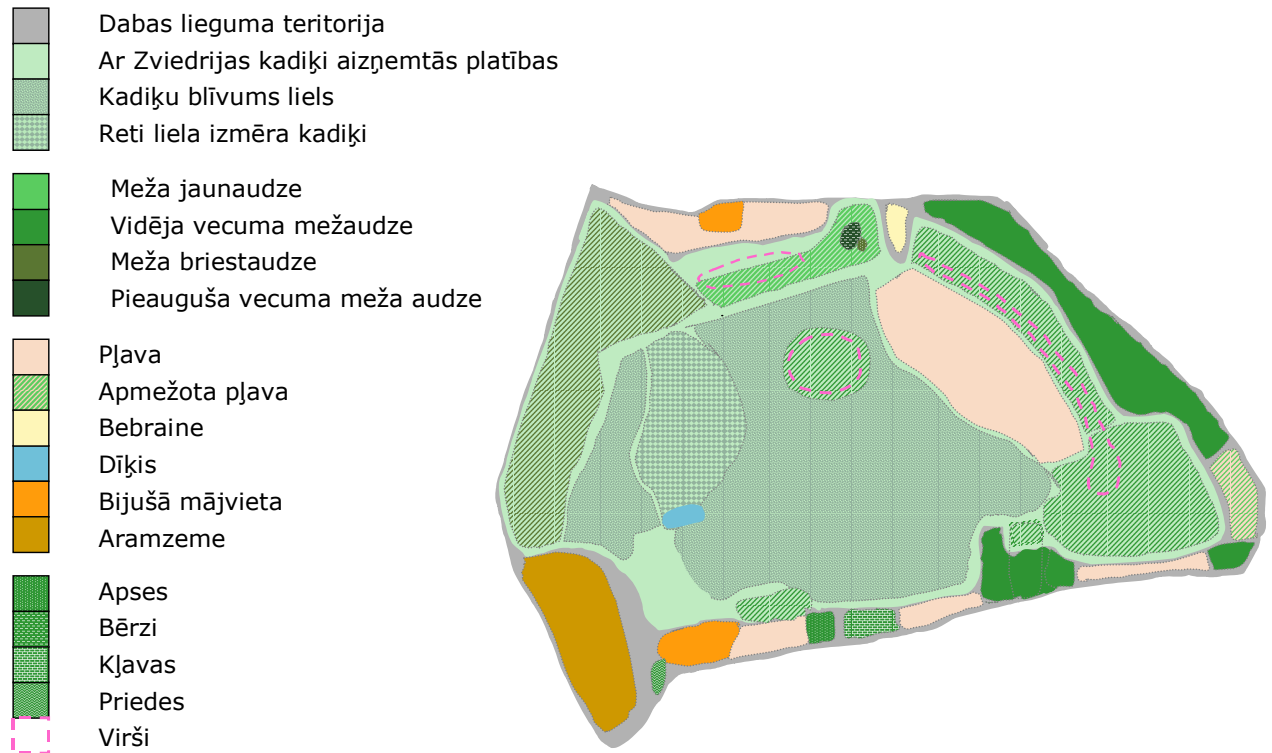 Dabas lieguma teritorija
Ar Zviedrijas kadiķi aizņemtās platības
Kadiķu blīvums liels
Reti liela izmēra kadiķi
Meža jaunaudze
Vidēja vecuma mežaudze
Meža briestaudze
Pieauguša vecuma meža audze
Pļava
Apmežota pļava
Bebraine
Dīķis
Bijušā mājvieta
Aramzeme
Apses
Bērzi
Kļavas
Priedes
Virši